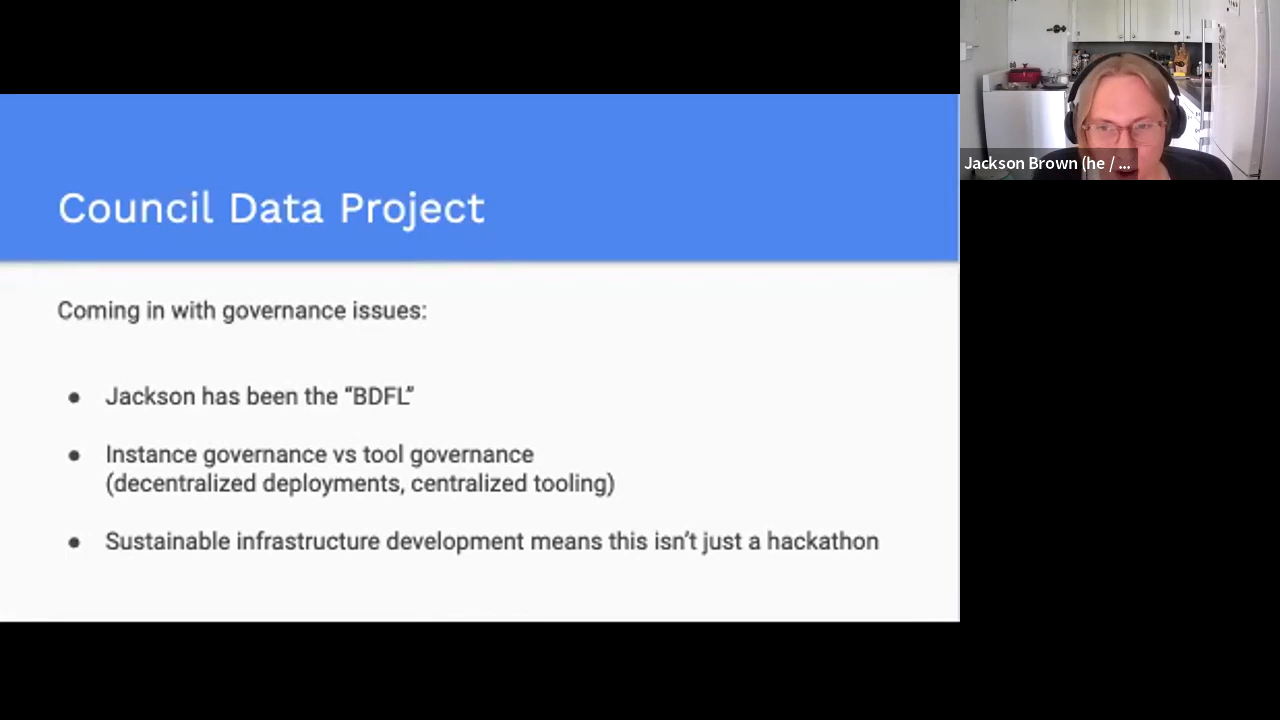 Council Data Project
Coming in with governance issues:
● Jackson has been the “BDFL”
● Instance governance vs tool governance
(decentralized deployments, centralized tooling)
● Sustainable infrastructure development means this isn’t just a hackathon
Jackson Brown (he / ...